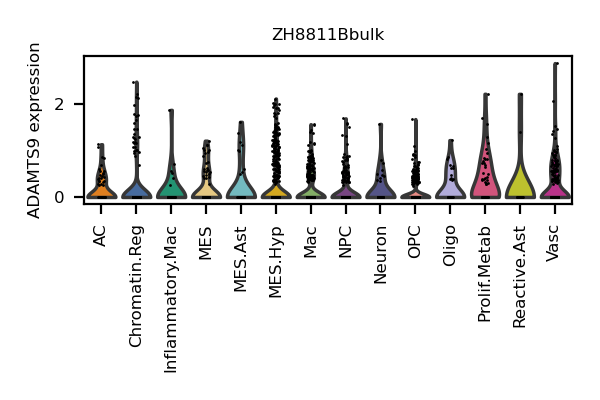 ZH8811Bbulk
ADAMTS9 expression
2
0
AC
Chromatin.Reg
Inflammatory.Mac
MES
MES.Ast
MES.Hyp
Mac
NPC
Neuron
OPC
Oligo
Prolif.Metab
Reactive.Ast
Vasc